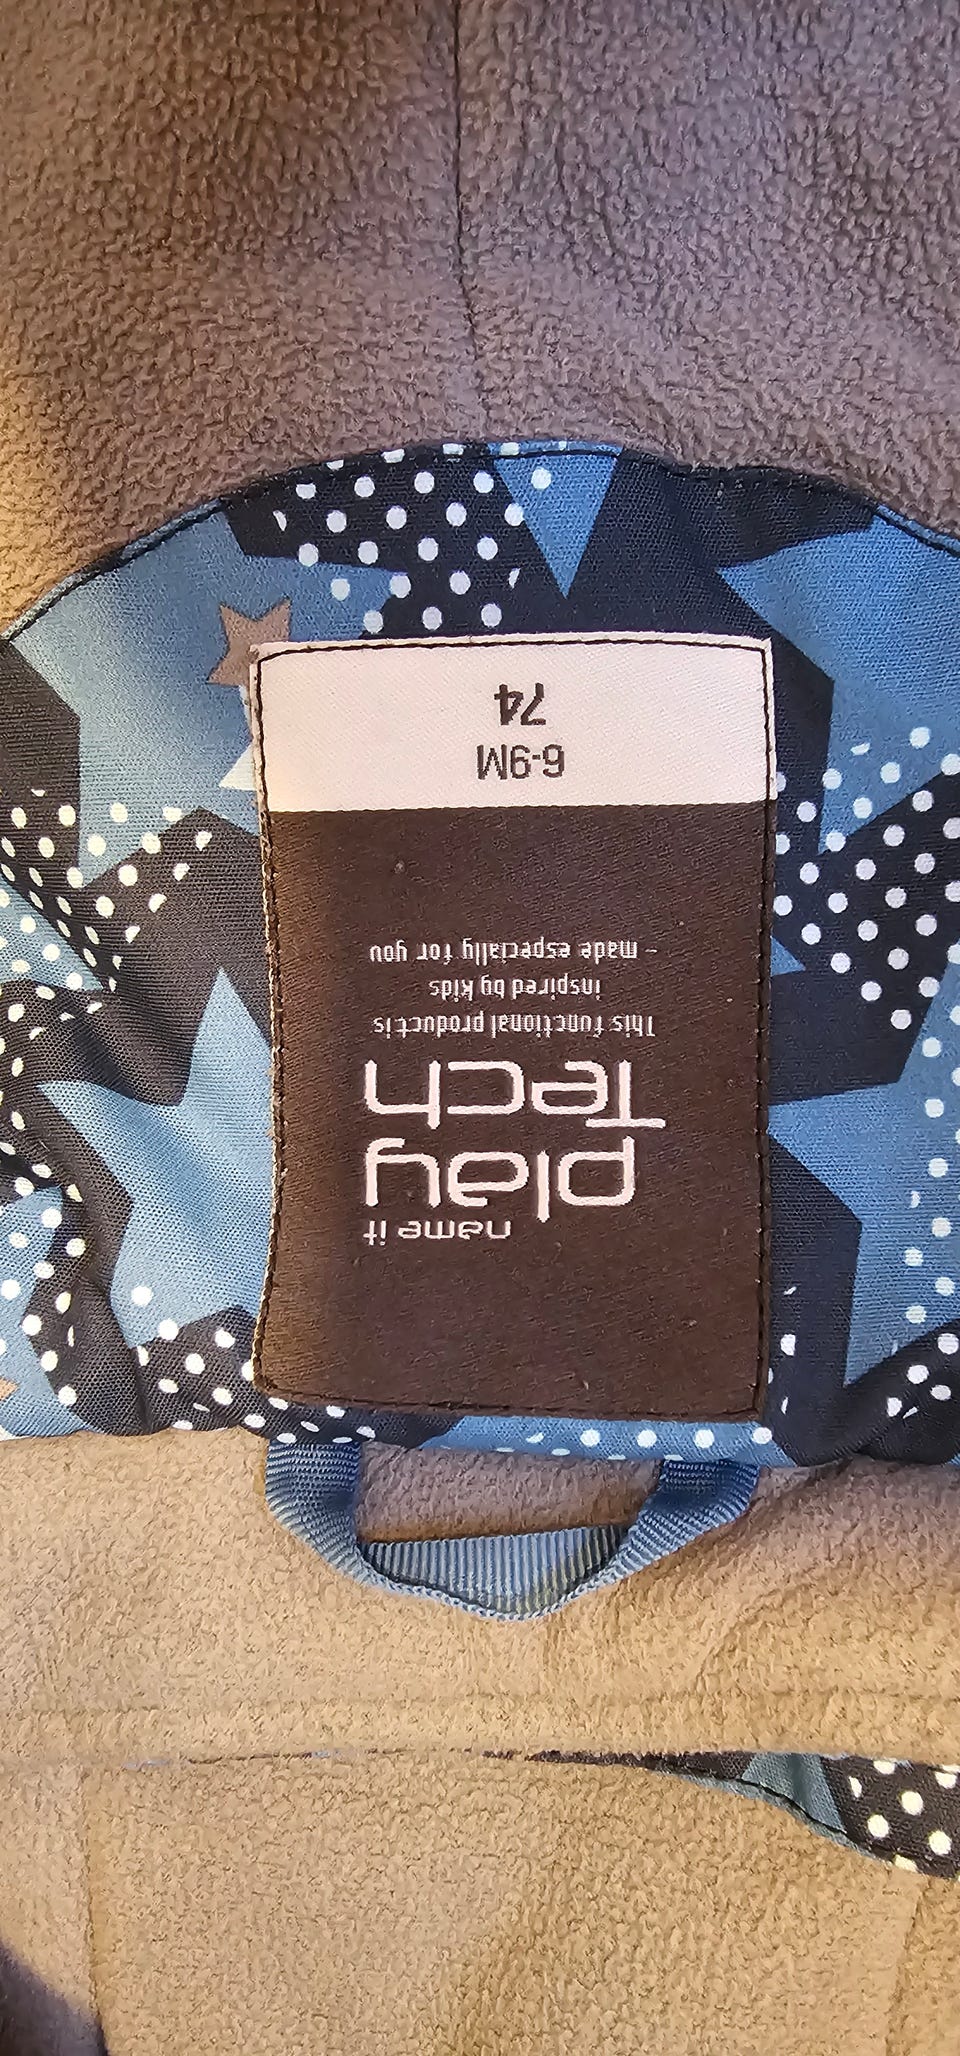 name it
play
Tech
This functional product is
inspired by kids
– made especially for you
6-9M
74